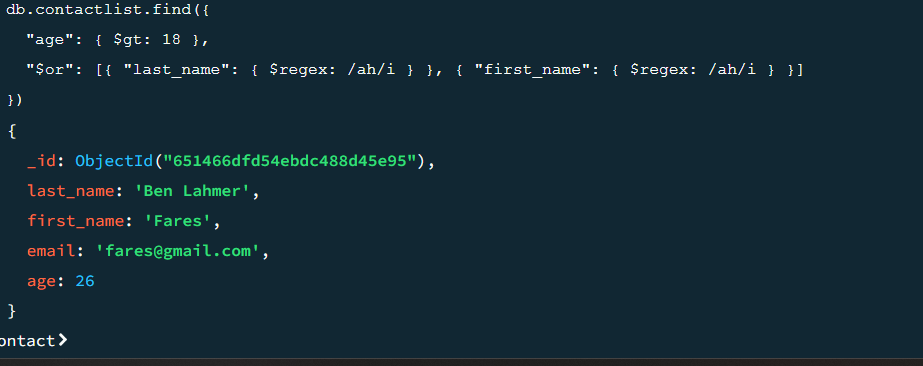 db.contactlist.find({
"age": { $gt: 18 },
"$or": [{ "last_name": { $regex: /ah/i } }, { "first_name": { $regex: /ah/i } }]
})
{
_id: ObjectId("651466dfd54ebdc488d45e95"),
last_name: 'Ben Lahmer',
first_name: 'Fares',
email: 'fares@gmail.com',
age: 26
}
ontact>